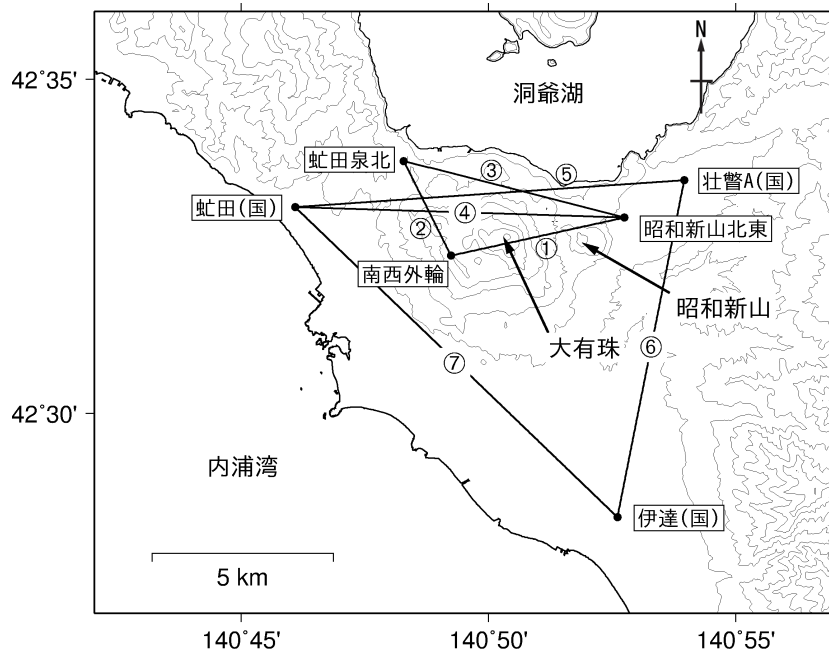 N
42°35'
洞爺湖
虻田泉北
③
⑤
壮瞥A(国)
虻田(国)
④
②
①
昭和新山北東
南西外輪
昭和新山
大有珠
⑥
⑦
42°30'
内浦湾
伊達(国)
5 km
140°45'
140°50'
140°55'